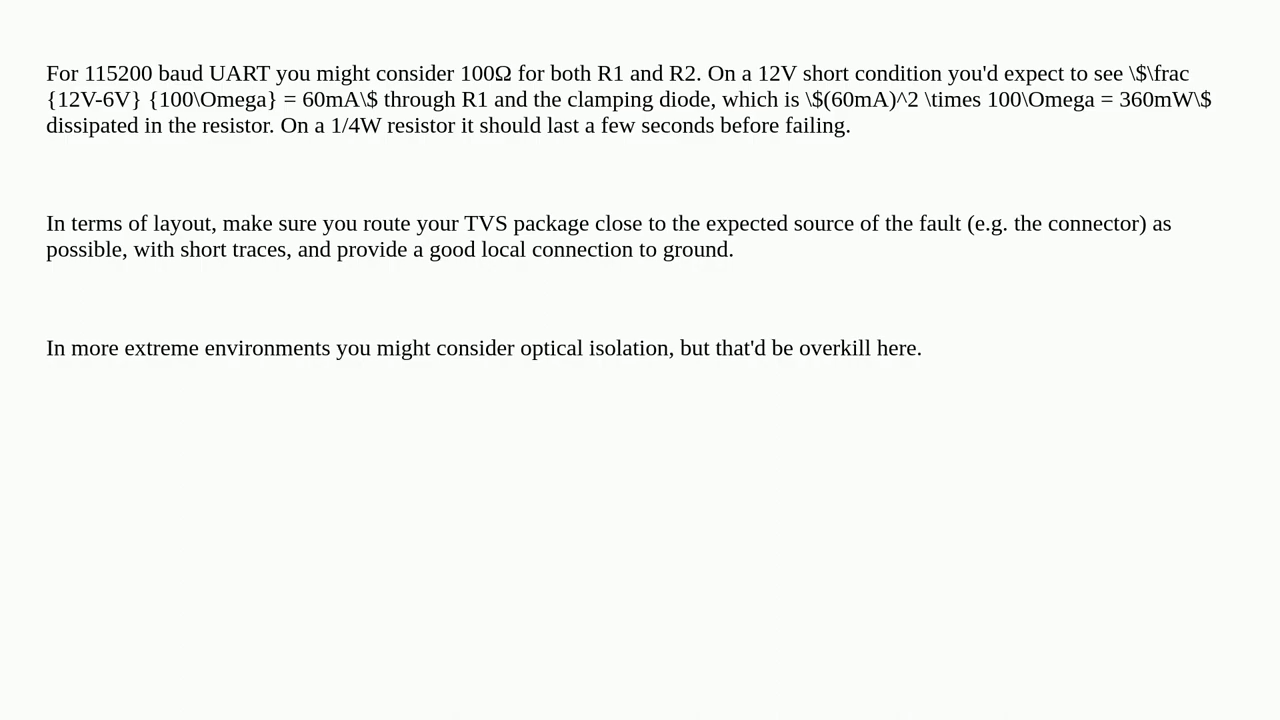 For 115200 baud UART you might consider 100Ω for both R1 and R2. On a 12V short condition you'd expect to see \$\frac
{12V-6V} {100\Omega} = 60mA\$ through R1 and the clamping diode, which is \$(60mA)^2 \times 100\Omega = 360mW\$
dissipated in the resistor. On a 1/4W resistor it should last a few seconds before failing.
In terms of layout, make sure you route your TVS package close to the expected source of the fault (e.g. the connector) as
possible, with short traces, and provide a good local connection to ground.
In more extreme environments you might consider optical isolation, but that'd be overkill here.